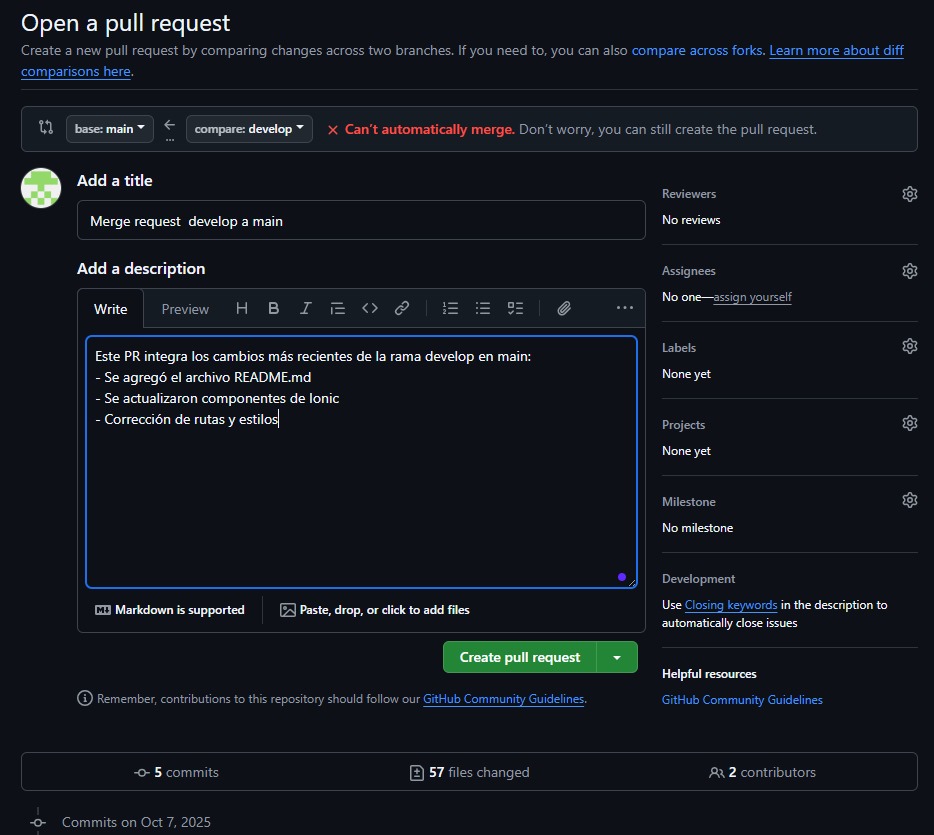 Open a pull request
Create a new pull request by comparing changes across two branches. If you need to, you can also compare across forks. Learn more about diff
comparisons here.
base: main
compare: develop
Can't automatically merge. Don't worry, you can still create the pull request.
Add a title
Merge request  develop a main
Add a description
Write
Preview
Este PR integra los cambios más recientes de la rama develop en main:
- Se agregó el archivo README.md
- Se actualizaron componentes de Ionic
- Corrección de rutas y estilos
Markdown is supported
Paste, drop, or click to add files
Create pull request
Remember, contributions to this repository should follow our GitHub Community Guidelines.
Reviewers
No reviews
Assignees
No one—assign yourself
Labels
None yet
Projects
None yet
Milestone
No milestone
Development
Use Closing keywords in the description to
automatically close issues
Helpful resources
GitHub Community Guidelines
5 commits
57 files changed
2 contributors
Commits on Oct 7, 2025